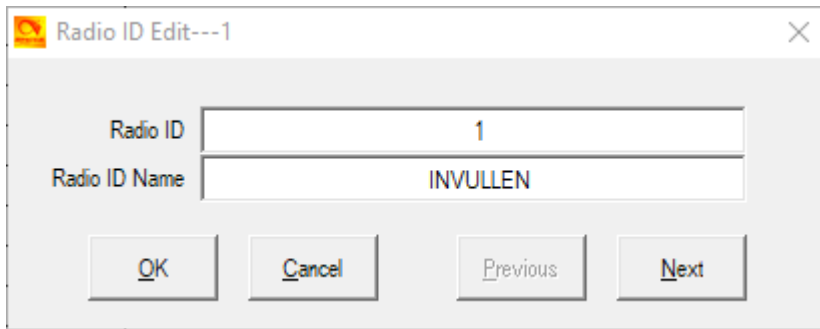 Radio ID Edit---1
Radio ID 1
Radio ID Name INVULLEN
OK Cancel Previous Next